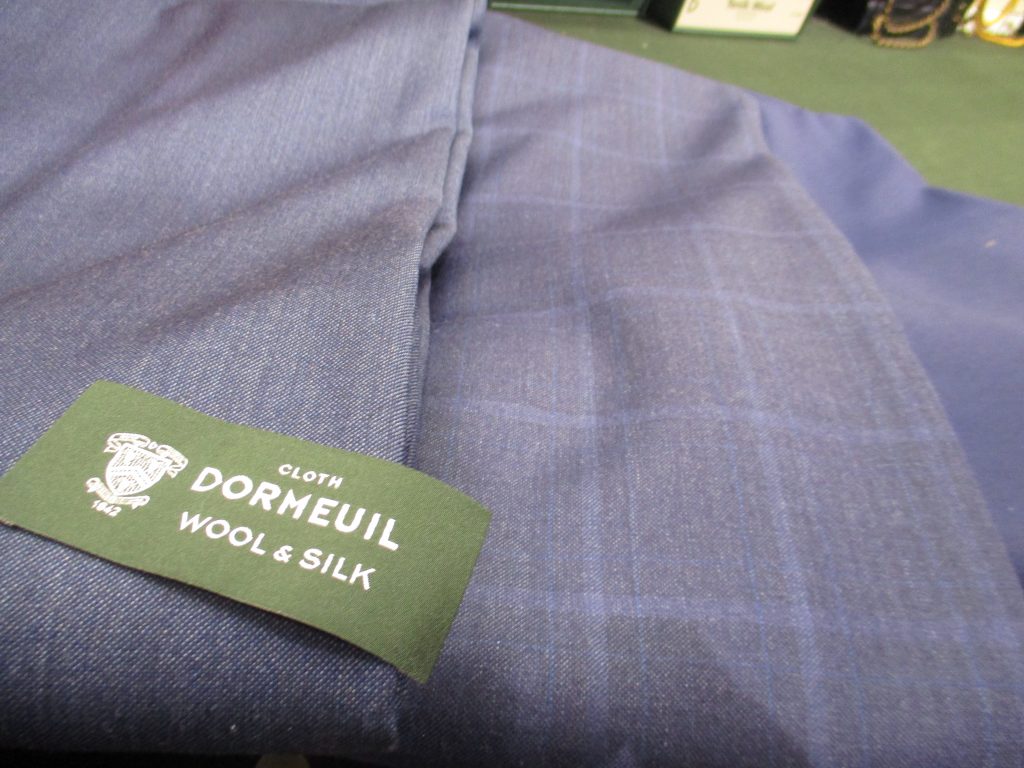 CLOTH
DORMEUIL
WOOL & SILK
1842